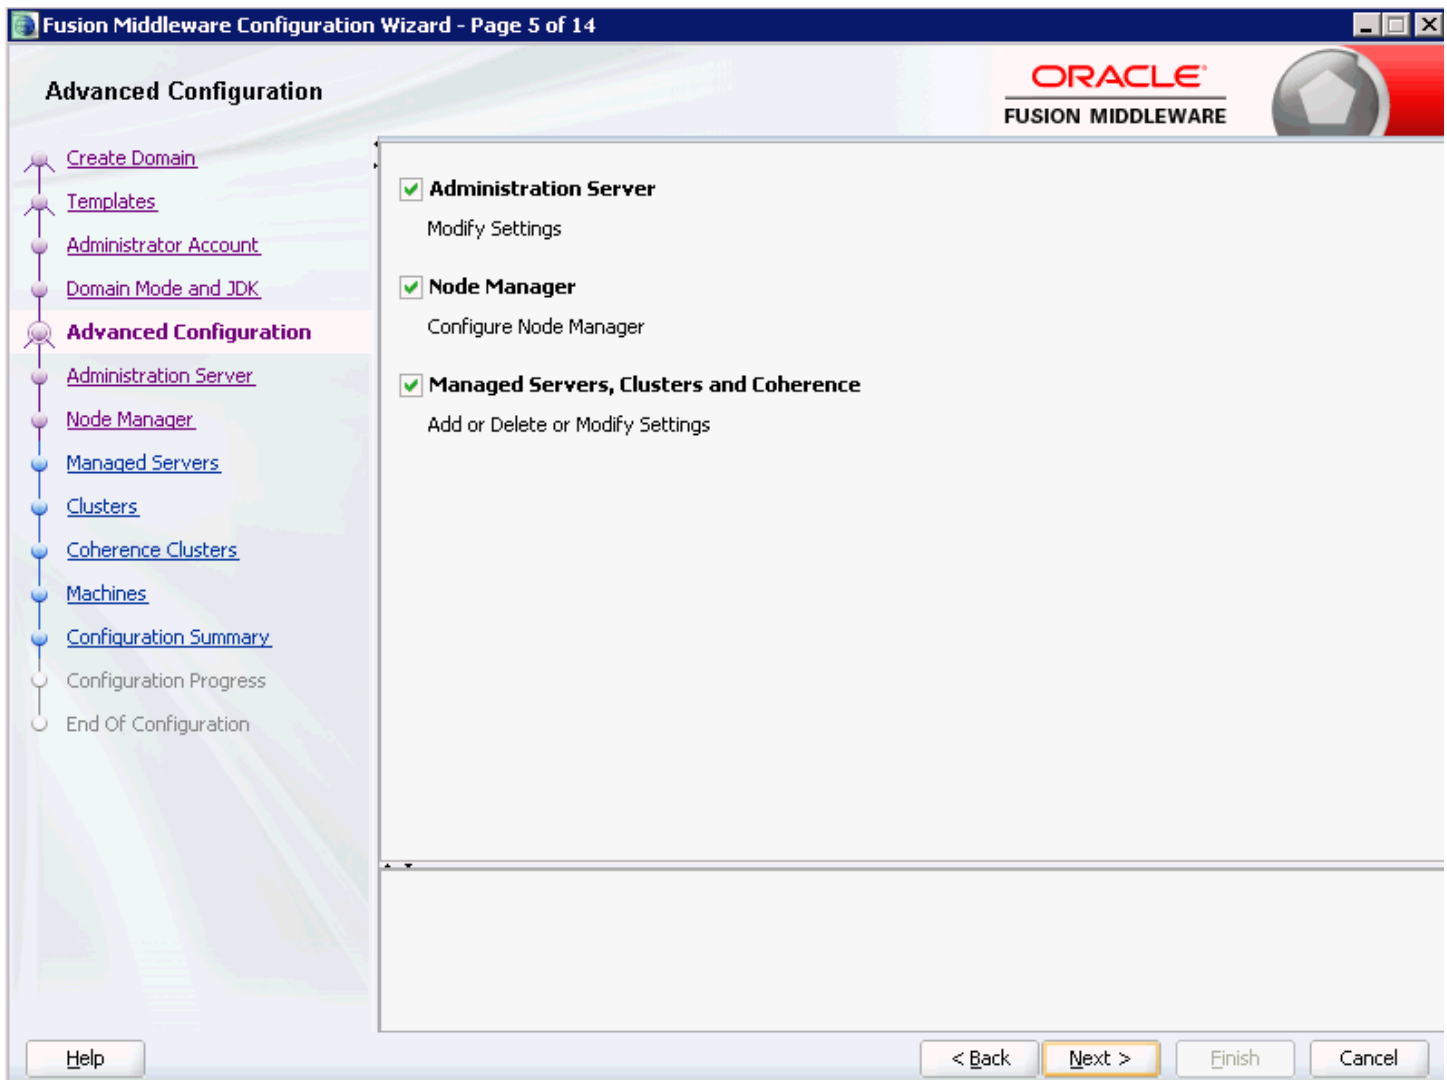 Fusion Middleware Configuration Wizard - Page 5 of 14
Advanced Configuration
ORACLE
FUSION MIDDLEWARE
Create Domain
Templates
Administrator Account
Domain Mode and JDK
Advanced Configuration
Administration Server
Node Manager
Managed Servers
Clusters
Coherence Clusters
Machines
Configuration Summary
Configuration Progress
End Of Configuration
Administration Server
Modify Settings
Node Manager
Configure Node Manager
Managed Servers, Clusters and Coherence
Add or Delete or Modify Settings
Help
< Back
Next >
Finish
Cancel